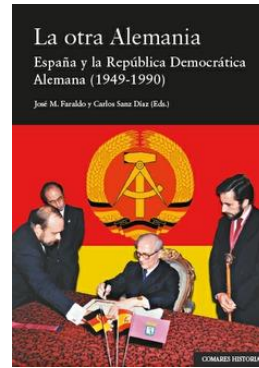 La otra Alemania
España y la República Democrática
Alemana (1949-1990)
José M. Faraldo y Carlos Sanz Díaz (Eds.)
COMARES HISTORIA